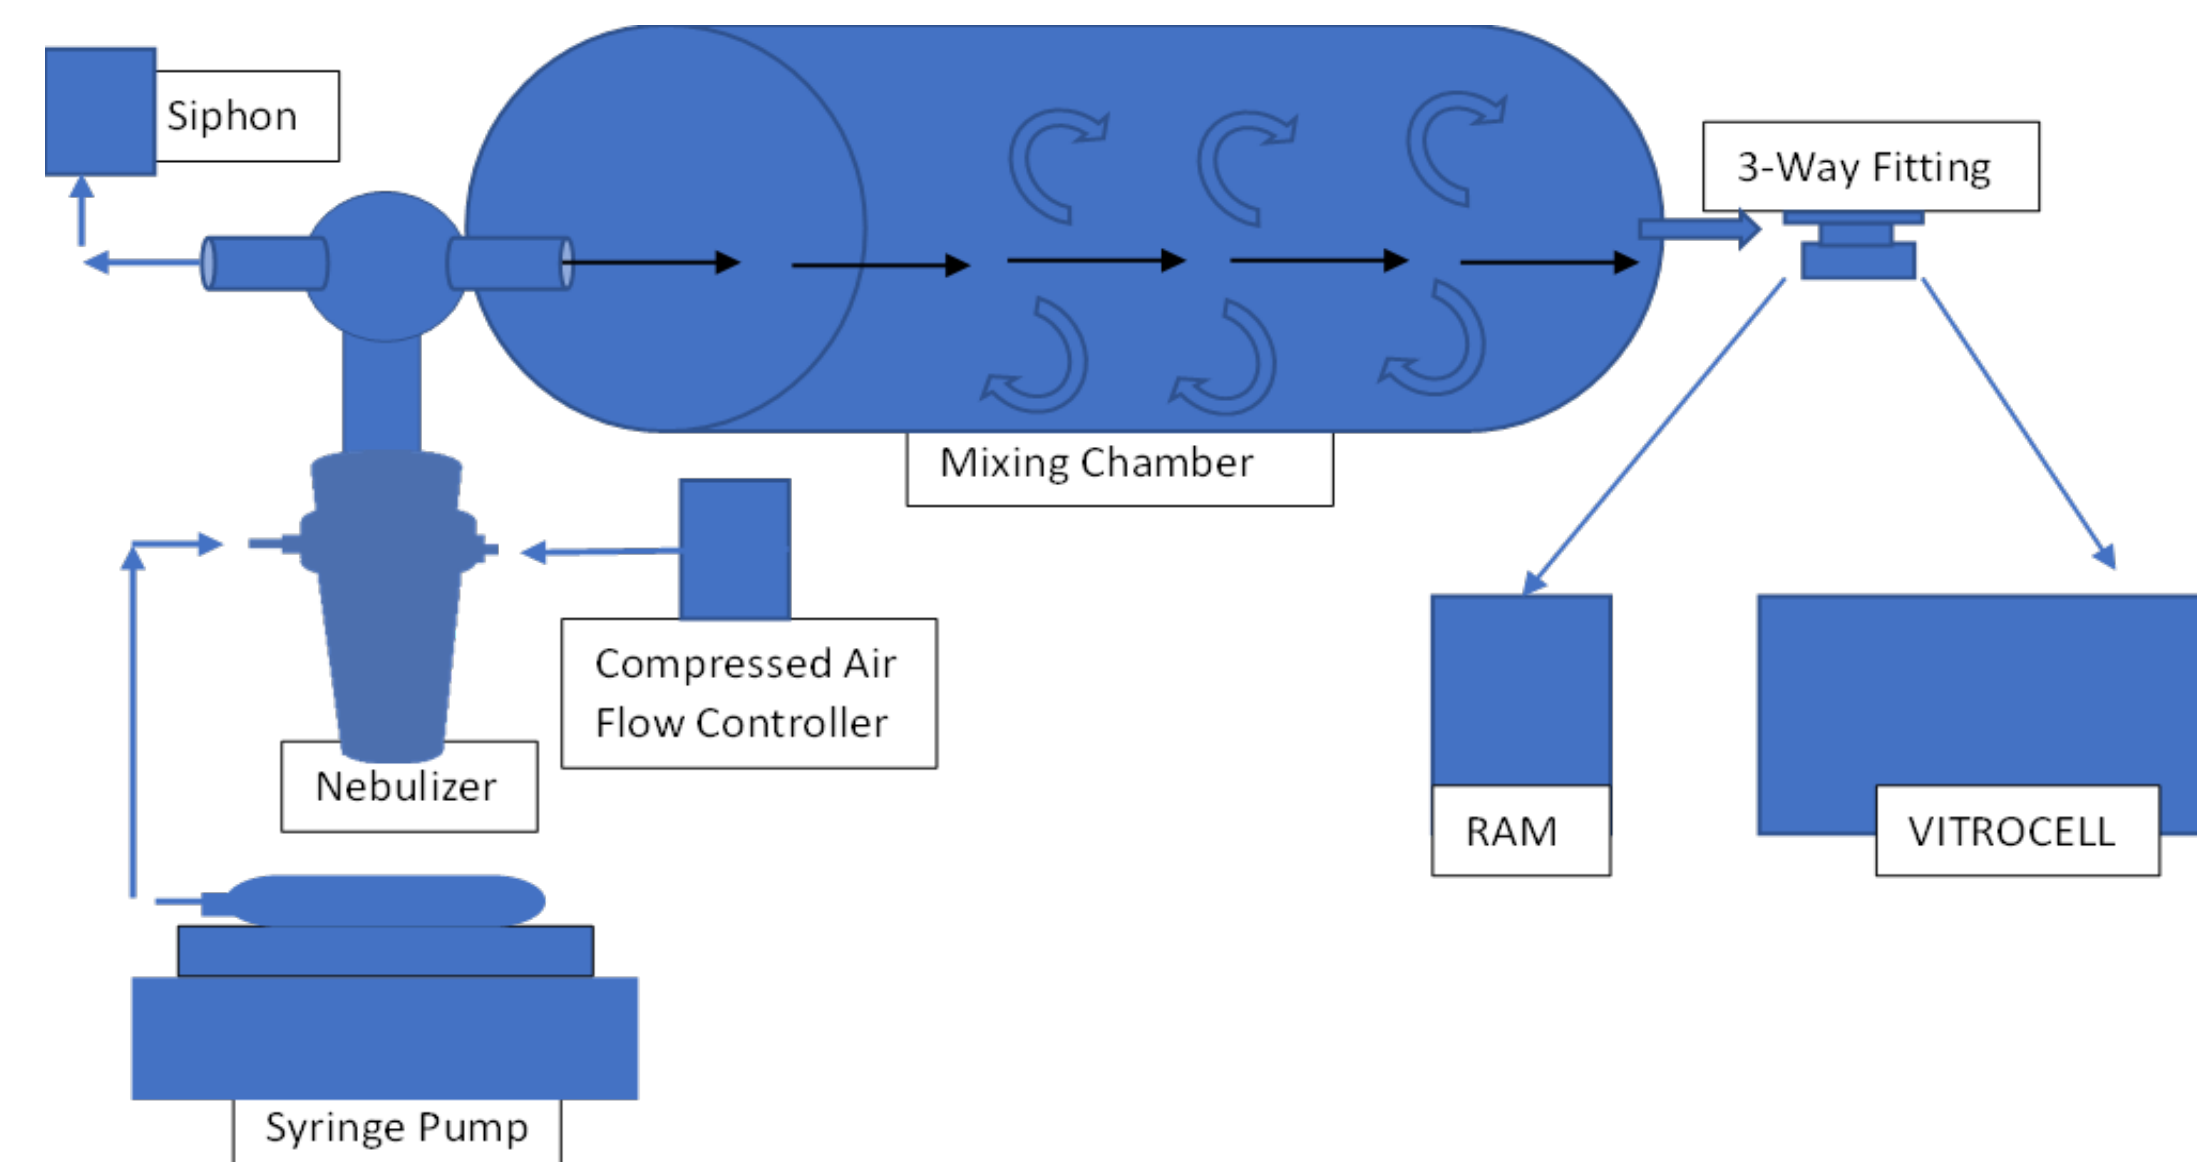 Siphon
3-Way Fitting
Mixing Chamber
Compressed Air
Flow Controller
Nebulizer
RAM
VITROCELL
Syringe Pump